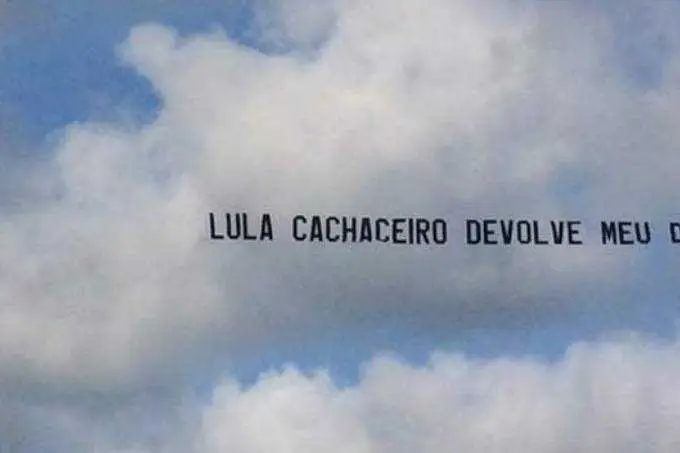 LULA CACHACEIRO DEVOLVE MEU